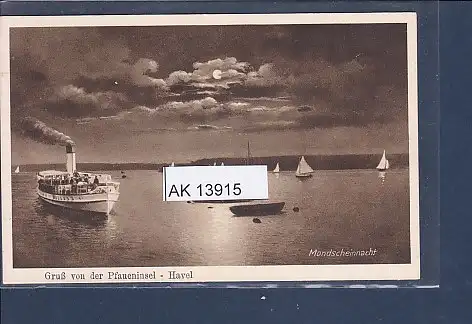 AK 13915
Mondscheinnacht
Gruß von der Pfaueninsel - Havel